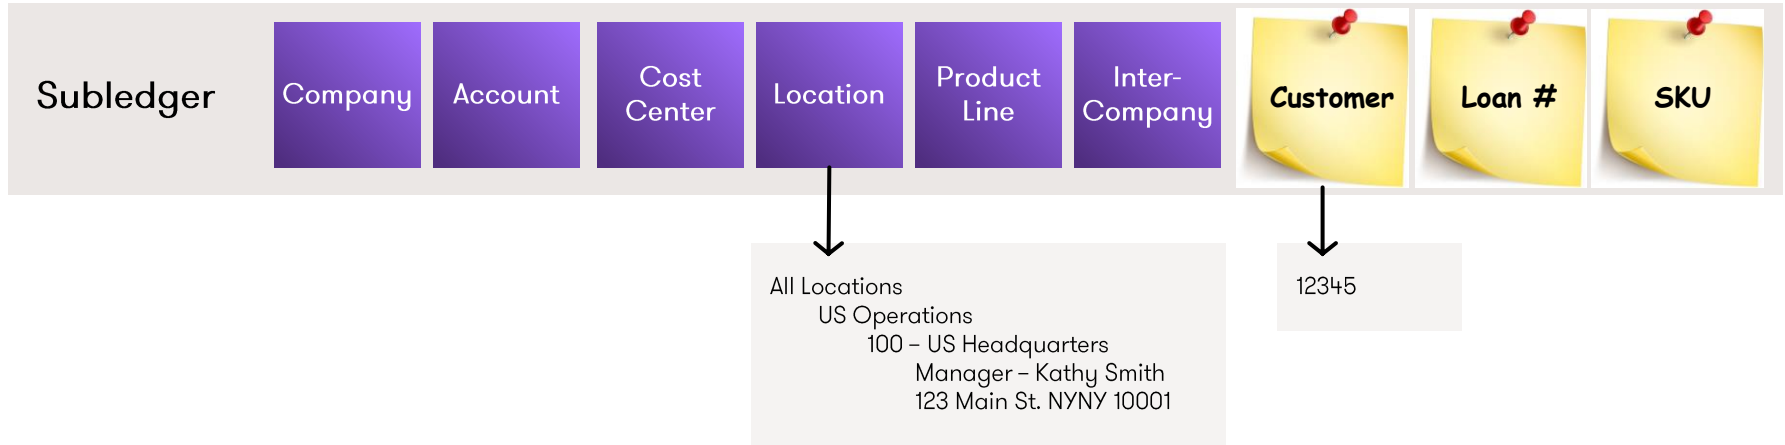 Subledger
Company
Account
Cost
Center
Location
Product
Line
Inter-
Company
Customer
Loan #
SKU
All Locations
US Operations
100 – US Headquarters
Manager – Kathy Smith
123 Main St. NYNY 10001
12345